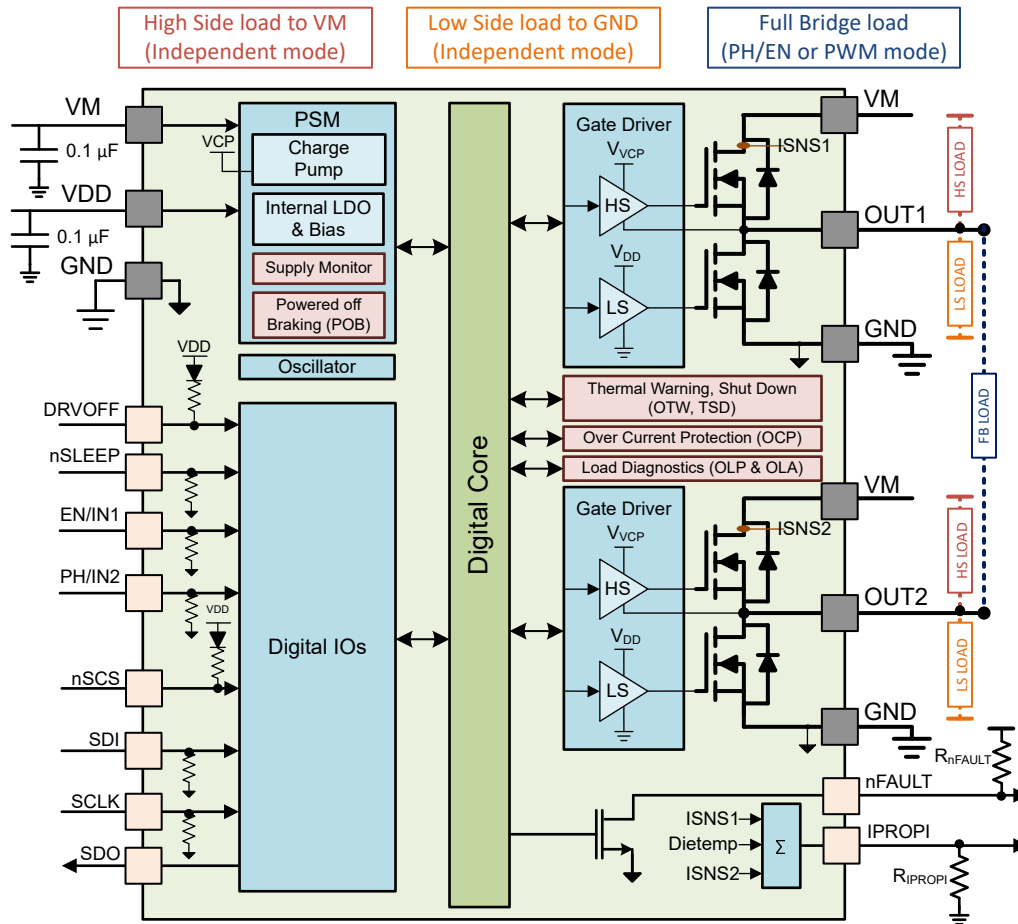 High Side load to VM
(Independent mode)
Low Side load to GND
(Independent mode)
Full Bridge load
(PH/EN or PWM mode)
VM
0.1 µF
VDD
0.1 µF
GND
PSM
VCP
Charge
Pump
Internal LDO
& Bias
Supply Monitor
Powered off
Braking (POB)
Oscillator
VDD
DRVOFF
nSLEEP
EN/IN1
PH/IN2
VDD
nSCS
SDI
SCLK
SDO
Digital IOs
Digital Core
Gate Driver
VVCP
HS
VDD
LS
ISNS1
VM
OUT1
GND
HS LOAD
LS LOAD
FB LOAD
Thermal Warning, Shut Down
(OTW, TSD)
Over Current Protection (OCP)
Load Diagnostics (OLP & OLA)
Gate Driver
VVCP
HS
VDD
LS
ISNS2
VM
OUT2
GND
HS LOAD
LS LOAD
RnFAULT
nFAULT
ISNS1
Dietemp
ISNS2
Σ
IPROPI
RIPROPI